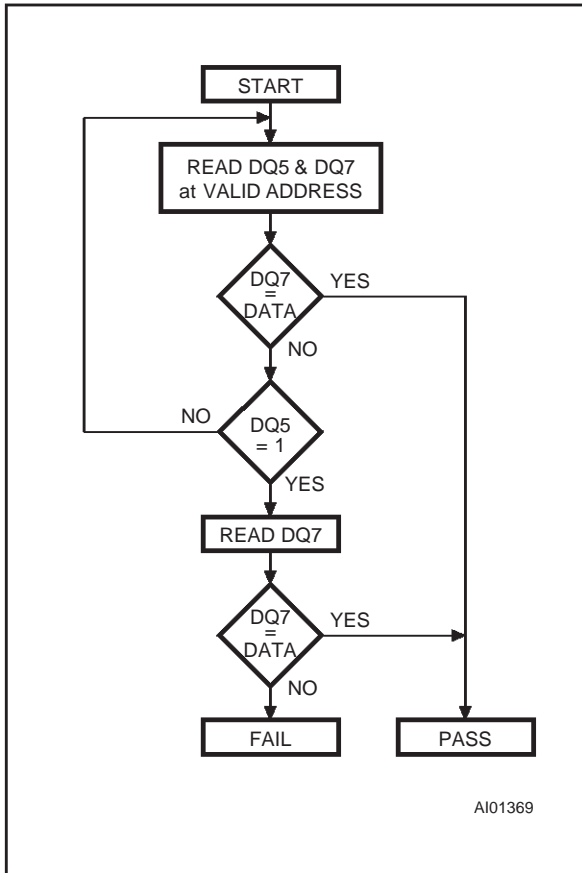 START
READ DQ5 & DQ7
at VALID ADDRESS
DQ7
=
DATA
YES
NO
NO
DQ5
= 1
YES
READ DQ7
DQ7
=
DATA
YES
NO
FAIL
PASS
AI01369